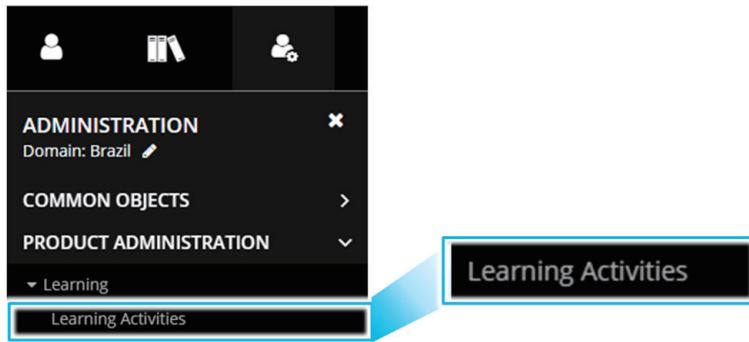 ADMINISTRATION
Domain: Brazil
COMMON OBJECTS
PRODUCT ADMINISTRATION
Learning
Learning Activities
Learning Activities